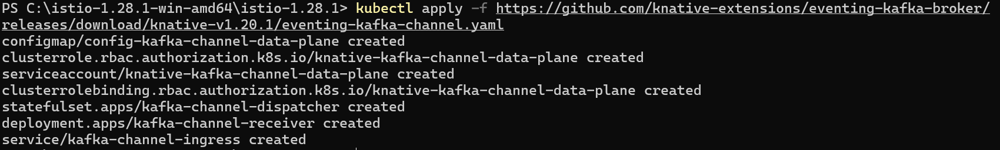 PS C:\istio-1.28.1-win-amd64\istio-1.28.1> kubectl apply -f https://github.com/knative-extensions/eventing-kafka-broker/
releases/download/knative-v1.20.1/eventing-kafka-channel.yaml
configmap/config-kafka-channel-data-plane created
clusterrole.rbac.authorization.k8s.io/knative-kafka-channel-data-plane created
serviceaccount/knative-kafka-channel-data-plane created
clusterrolebinding.rbac.authorization.k8s.io/knative-kafka-channel-data-plane created
statefulset.apps/kafka-channel-dispatcher created
deployment.apps/kafka-channel-receiver created
service/kafka-channel-ingress created